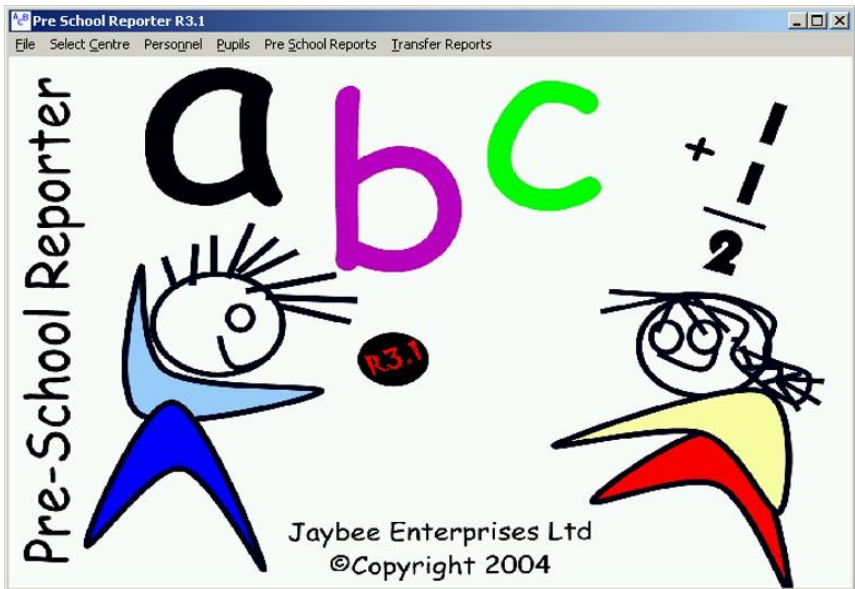 Pre School Reporter R3.1
File Select Centre Personnel Pupils Pre School Reports Transfer Reports
Pre-School Reporter
a b c
1
+ 1
2
R3.1
Jaybee Enterprises Ltd
©Copyright 2004